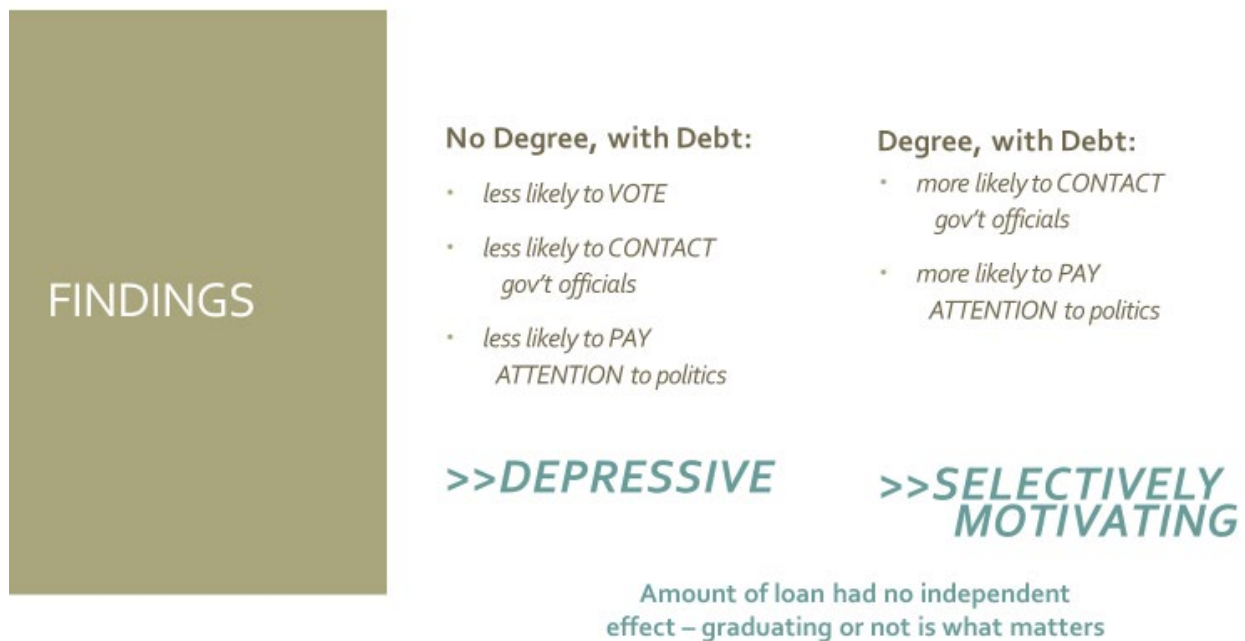 FINDINGS
No Degree, with Debt:
• less likely to VOTE
• less likely to CONTACT
gov't officials
• less likely to PAY
ATTENTION to politics
>>DEPRESSIVE
Degree, with Debt:
• more likely to CONTACT
gov't officials
• more likely to PAY
ATTENTION to politics
>>SELECTIVELY
MOTIVATING
Amount of loan had no independent
effect – graduating or not is what matters